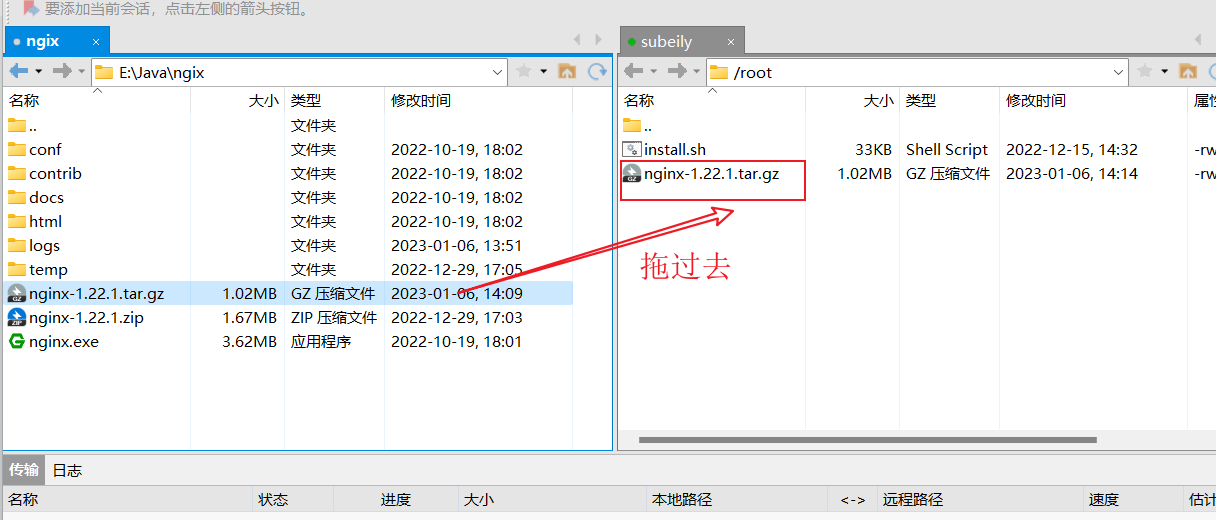 要添加当前会话，点击左侧的箭头按钮。
ngix × subeily ×
E:\Java\ngix /root
名称 大小 类型 修改时间 名称 大小 类型 修改时间 属性
.. 文件夹 ..
conf 文件夹 2022-10-19, 18:02 install.sh 33KB Shell Script 2022-12-15, 14:32 -rw
contrib 文件夹 2022-10-19, 18:02 nginx-1.22.1.tar.gz 1.02MB GZ 压缩文件 2023-01-06, 14:14 -rw
docs 文件夹 2022-10-19, 18:02
html 文件夹 2022-10-19, 18:02
logs 文件夹 2023-01-06, 13:51
temp 文件夹 2022-12-29, 17:05
拖过去
nginx-1.22.1.tar.gz 1.02MB GZ 压缩文件 2023-01-06, 14:09
nginx-1.22.1.zip 1.67MB ZIP 压缩文件 2022-12-29, 17:03
nginx.exe 3.62MB 应用程序 2022-10-19, 18:01
传输 日志
名称 状态 进度 大小 本地路径 <-> 远程路径 速度 估计